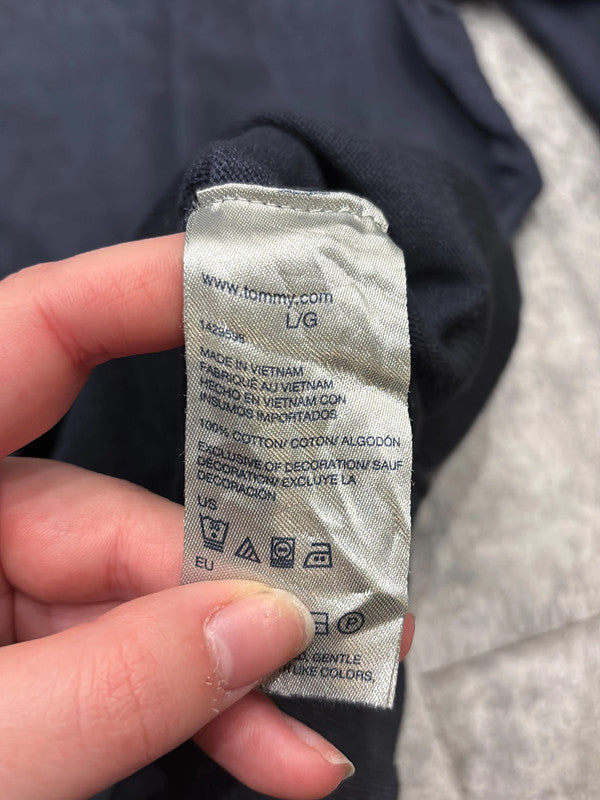 www.tommy.com
L/G
MADE IN VIETNAM
FABRIQUÉ AU VIETNAM
HECHO EN VIETNAM CON
INSUMOS IMPORTADOS
100% COTTON/ COTON/ ALGODÓN
EXCLUSIVE OF DECORATION/ SAUF
DÉCORATION/ EXCLUYE LA
DECORACIÓN
US
EU
P
GENTLE
LIKE COLORS,